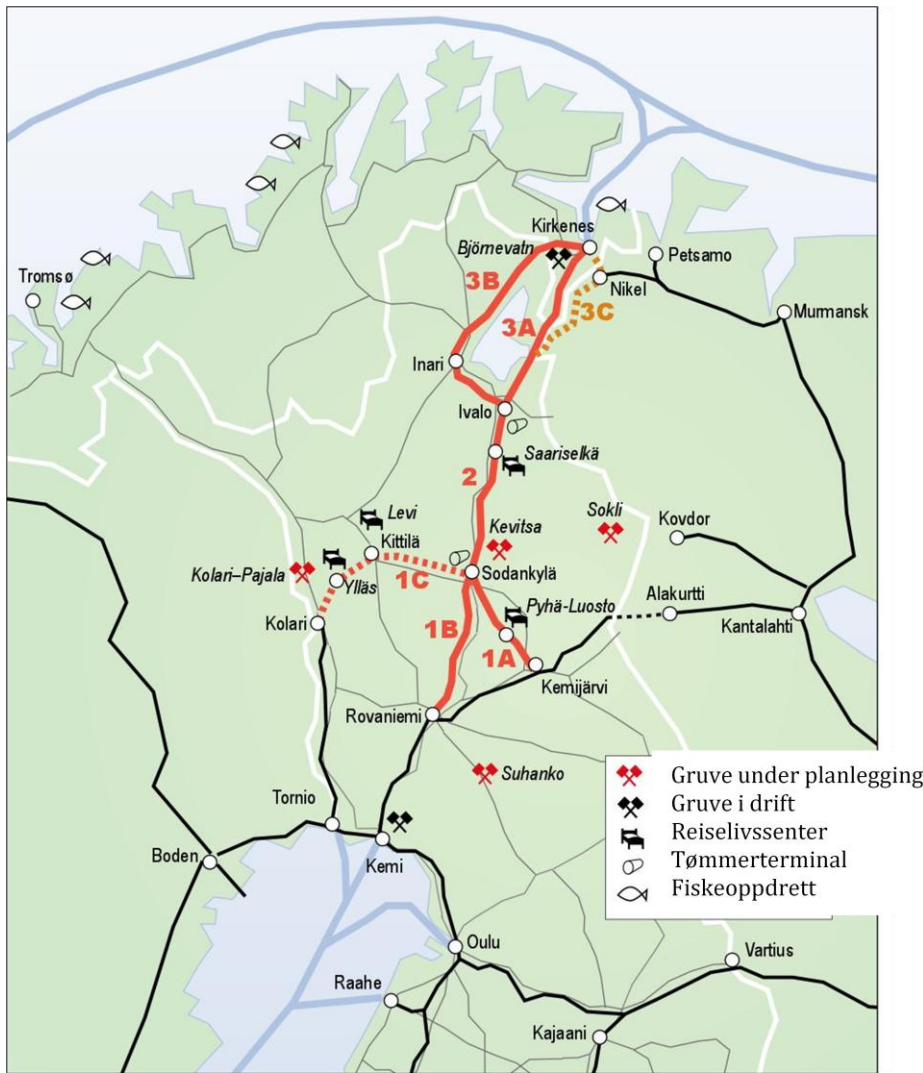 Kirkenes
Björnevatn
Petsamo
Tromsø
3B
Nikel
3C
Murmansk
3A
Inari
Ivalo
Saariselkä
2
Levi
Kevitsa
Sokli
Kovdor
Kittilä
Kolari–Pajala
Ylläs
1C
Sodankylä
Pyhä-Luosto
Alakurtti
Kolari
1B
Kantalahti
1A
Kemijärvi
Rovaniemi
Suhanko
Gruve under planlegging
Gruve i drift
Reiselivssenter
Tømmerterminal
Fiskeoppdrett
Tornio
Boden
Kemi
Oulu
Vartius
Raahe
Kajaani